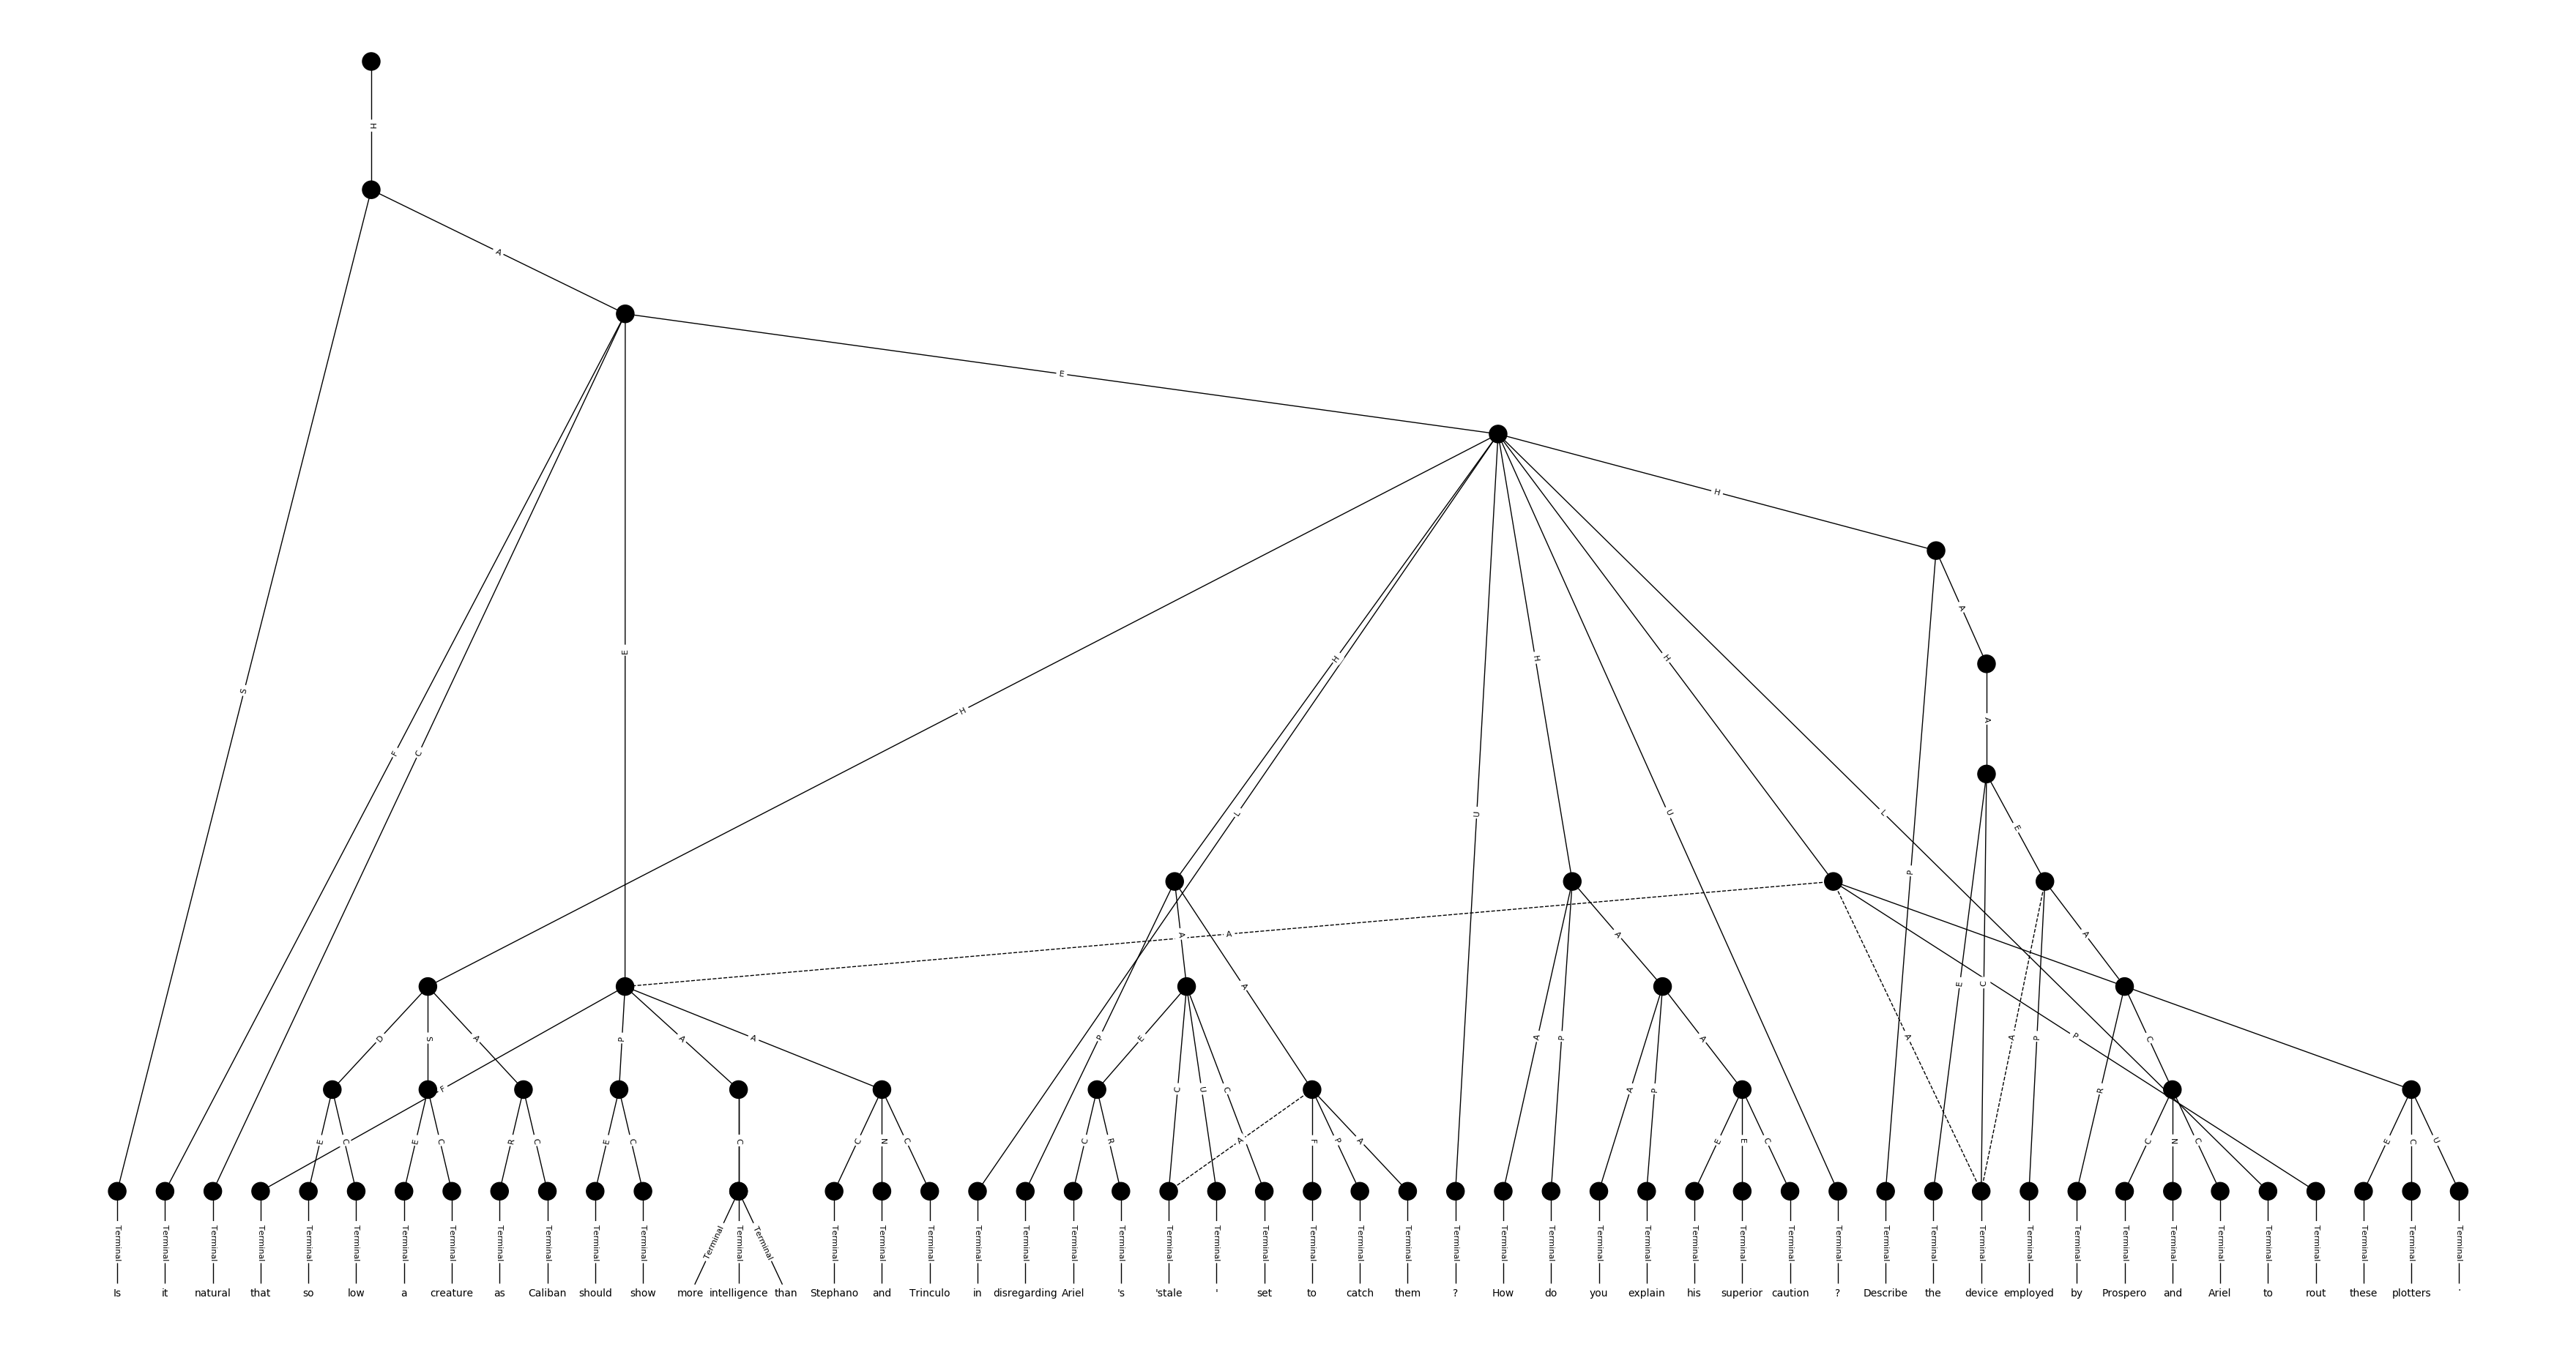 H
A
E
H
A
S
F
C
E
H
H
L
U
H
U
H
L
P
A
E
A A
A
A
D S A P A A P E C U C A A P A P A P E C A P A P R C
F
E C E C R C E C C C N C C R A F P A E E C C N C E C U
Terminal Terminal Terminal Terminal Terminal Terminal Terminal Terminal Terminal Terminal Terminal Terminal Terminal Terminal Terminal Terminal Terminal Terminal Terminal Terminal Terminal Terminal Terminal Terminal Terminal Terminal Terminal Terminal Terminal Terminal Terminal Terminal Terminal Terminal Terminal Terminal Terminal Terminal Terminal Terminal Terminal Terminal Terminal Terminal Terminal Terminal Terminal Terminal Terminal Terminal
Is it natural that so low a creature as Caliban should show more intelligence than Stephano and Trinculo in disregarding Ariel 's 'stale ' set to catch them ? How do you explain his superior caution ? Describe the device employed by Prospero and Ariel to rout these plotters .